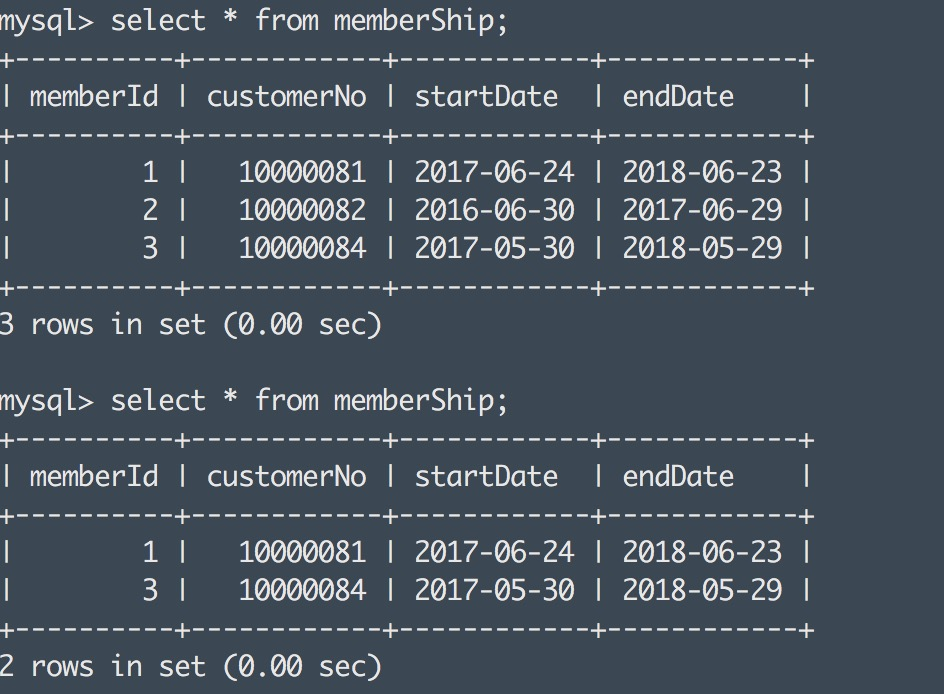 mysql> select * from memberShip;
+----------+------------+------------+------------+
| memberId | customerNo | startDate  | endDate    |
+----------+------------+------------+------------+
|        1 |   10000081 | 2017-06-24 | 2018-06-23 |
|        2 |   10000082 | 2016-06-30 | 2017-06-29 |
|        3 |   10000084 | 2017-05-30 | 2018-05-29 |
+----------+------------+------------+------------+
3 rows in set (0.00 sec)
mysql> select * from memberShip;
+----------+------------+------------+------------+
| memberId | customerNo | startDate  | endDate    |
+----------+------------+------------+------------+
|        1 |   10000081 | 2017-06-24 | 2018-06-23 |
|        3 |   10000084 | 2017-05-30 | 2018-05-29 |
+----------+------------+------------+------------+
2 rows in set (0.00 sec)